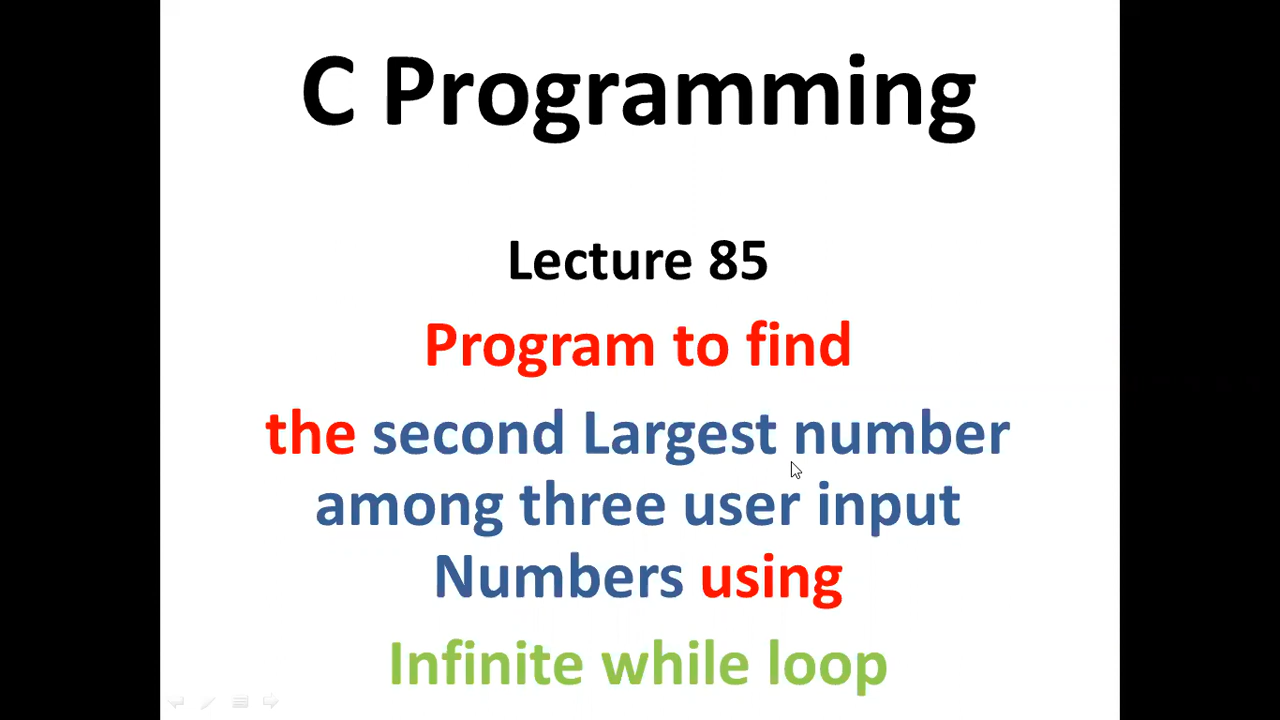 C Programming
Lecture 85
Program to find
the second Largest number
among three user input
Numbers using
Infinite while loop